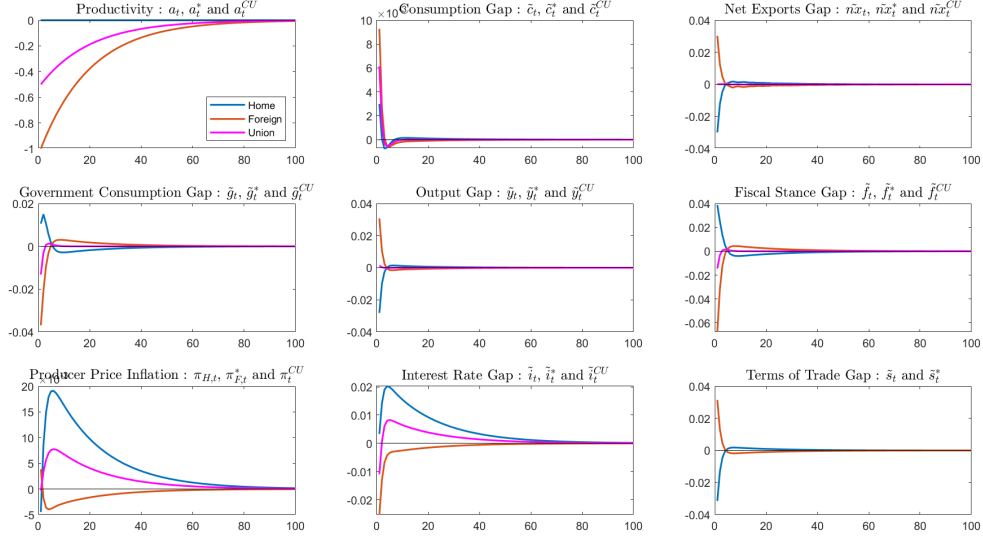 Productivity : a_t, a_t^* and a_t^{CU}
0
-0.2
-0.4
-0.6
-0.8
-1
0 20 40 60 80 100
Home
Foreign
Union
Consumption Gap : c̃_t, c̃_t^* and c̃_t^{CU}
10
8
6
4
2
0
0 20 40 60 80 100
Net Exports Gap : ñx_t, ñx_t^* and ñx_t^{CU}
0.04
0.02
0
-0.02
-0.04
0 20 40 60 80 100
Government Consumption Gap : g̃_t, g̃_t^* and g̃_t^{CU}
0.02
0
-0.02
-0.04
0 20 40 60 80 100
Output Gap : ỹ_t, ỹ_t^* and ỹ_t^{CU}
0.04
0.02
0
-0.02
-0.04
0 20 40 60 80 100
Fiscal Stance Gap : f̃_t, f̃_t^* and f̃_t^{CU}
0.04
0.02
0
-0.02
-0.04
-0.06
0 20 40 60 80 100
Producer Price Inflation : π_{H,t}, π_{F,t}^* and π_t^{CU}
20
15
10
5
0
-5
0 20 40 60 80 100
Interest Rate Gap : ĩ_t, ĩ_t^* and ĩ_t^{CU}
0.02
0.01
0
-0.01
-0.02
0 20 40 60 80 100
Terms of Trade Gap : s̃_t and s̃_t^*
0.04
0.02
0
-0.02
-0.04
0 20 40 60 80 100